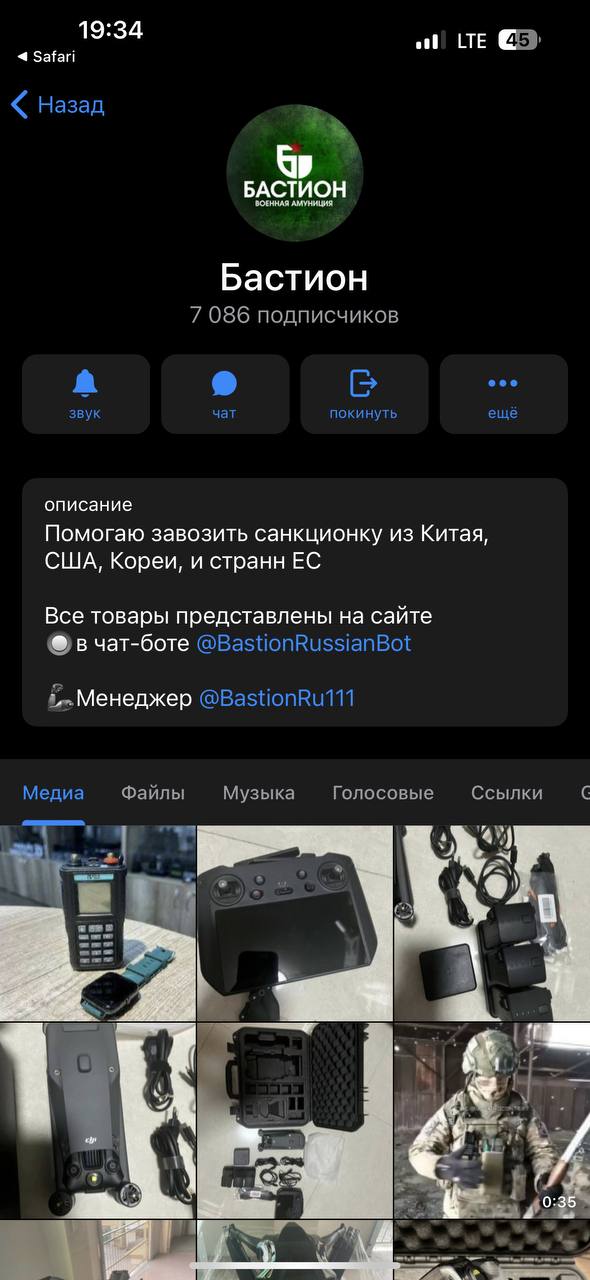 19:34
LTE
45
◀ Safari
Назад
БАСТИОН
ВОЕННАЯ АМУНИЦИЯ
Бастион
7 086 подписчиков
звук
чат
покинуть
ещё
описание
Помогаю завозить санкционку из Китая,
США, Кореи, и странн ЕС
Все товары представлены на сайте
🔘в чат-боте @BastionRussianBot
🦾Менеджер @BastionRu111
Медиа
Файлы
Музыка
Голосовые
Ссылки
G
dji
0:35